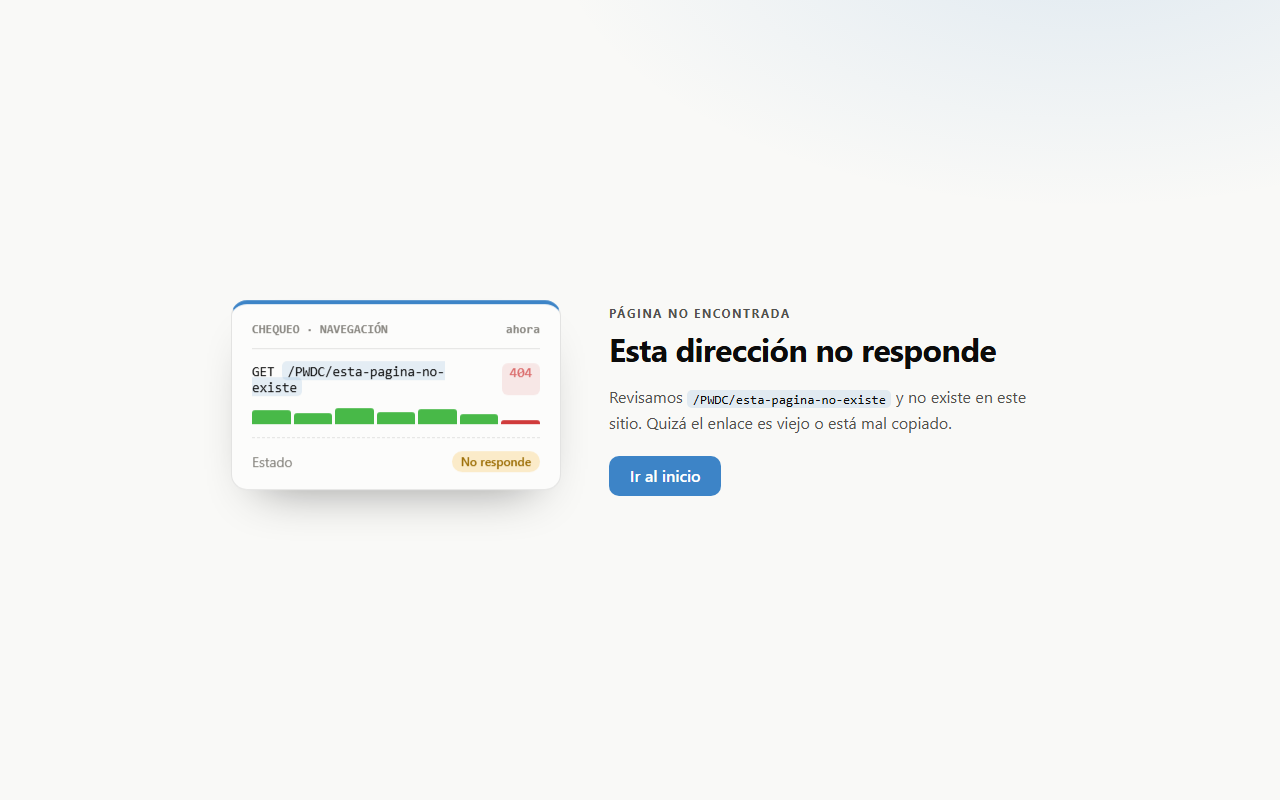 CHEQUEO · NAVEGACIÓN ahora
GET /PWDC/esta-pagina-no-
existe
404
Estado No responde
PÁGINA NO ENCONTRADA
Esta dirección no responde
Revisamos /PWDC/esta-pagina-no-existe y no existe en este
sitio. Quizá el enlace es viejo o está mal copiado.
Ir al inicio